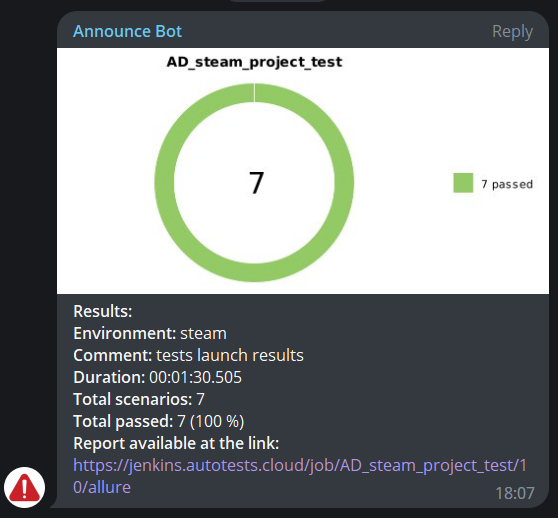 Announce Bot
Reply
AD_steam_project_test
7
7 passed
Results:
Environment: steam
Comment: tests launch results
Duration: 00:01:30.505
Total scenarios: 7
Total passed: 7 (100 %)
Report available at the link:
https://jenkins.autotests.cloud/job/AD_steam_project_test/1
0/allure
18:07